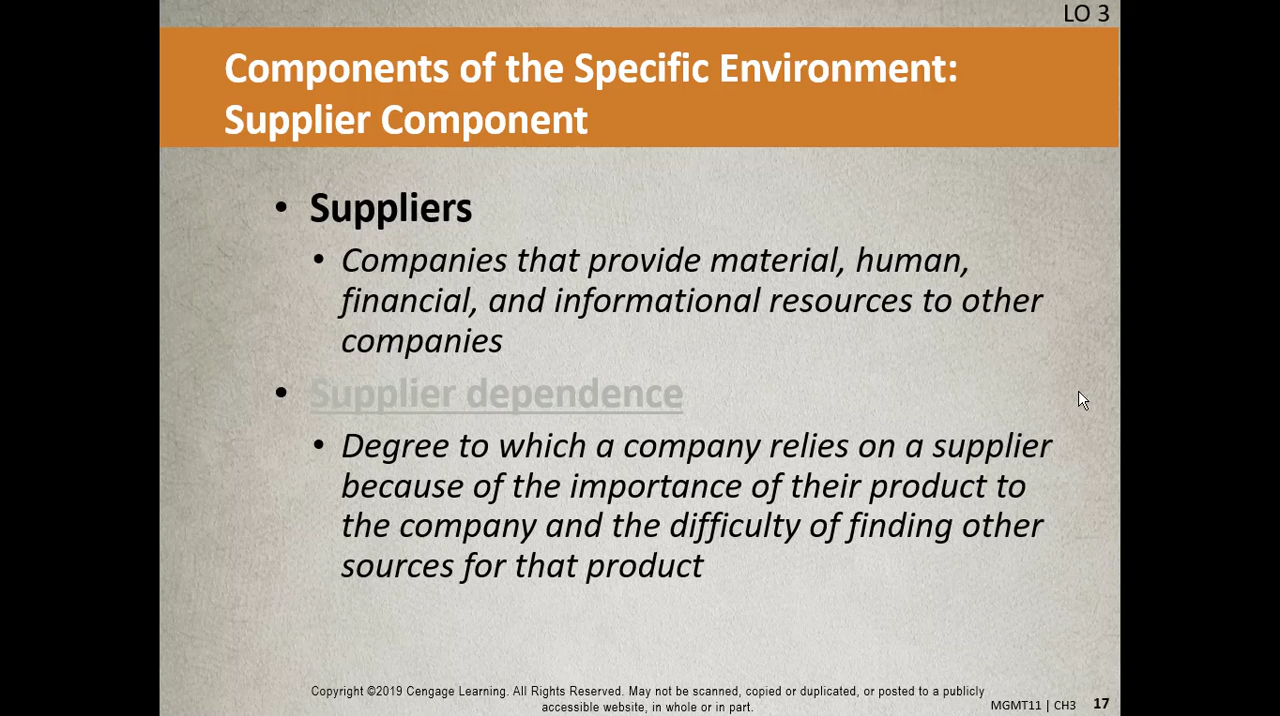 LO 3
Components of the Specific Environment:
Supplier Component
• Suppliers
• Companies that provide material, human,
financial, and informational resources to other
companies
• Supplier dependence
• Degree to which a company relies on a supplier
because of the importance of their product to
the company and the difficulty of finding other
sources for that product
Copyright ©2019 Cengage Learning. All Rights Reserved. May not be scanned, copied or duplicated, or posted to a publicly
accessible website, in whole or in part.
MGMT11 | CH3 17